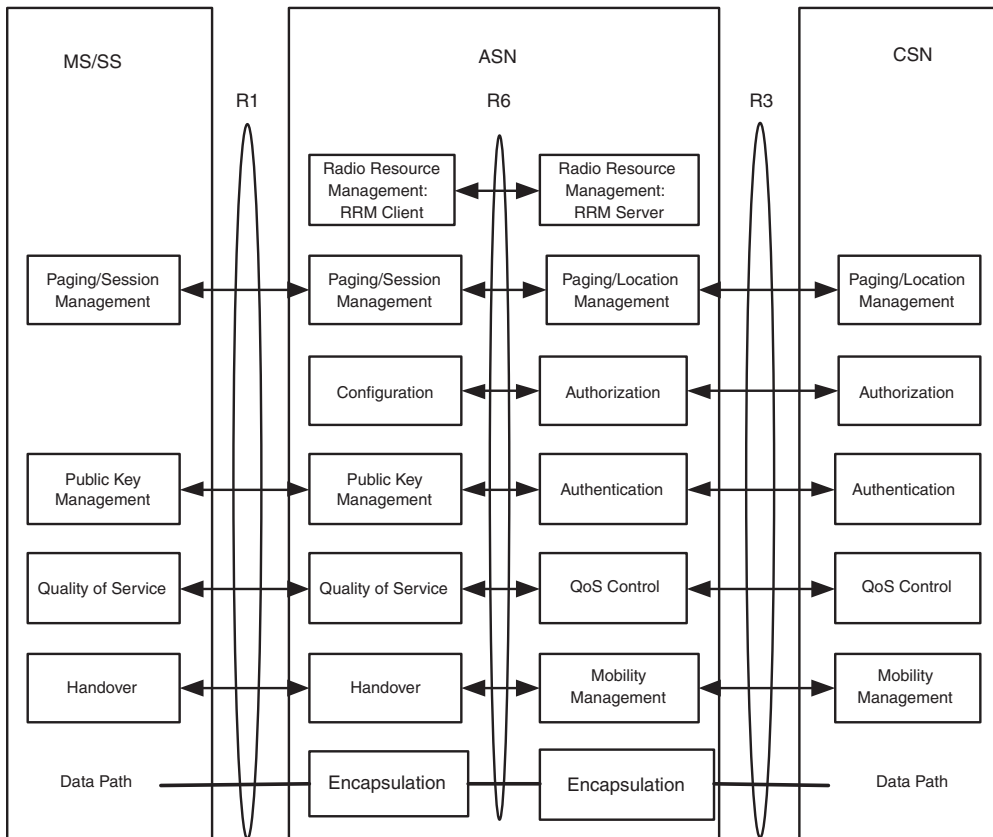 MS/SS
ASN
CSN
R1
R6
R3
Radio Resource
Management:
RRM Client
Radio Resource
Management:
RRM Server
Paging/Session
Management
Paging/Session
Management
Paging/Location
Management
Paging/Location
Management
Configuration
Authorization
Authorization
Public Key
Management
Public Key
Management
Authentication
Authentication
Quality of Service
Quality of Service
QoS Control
QoS Control
Handover
Handover
Mobility
Management
Mobility
Management
Data Path
Encapsulation
Encapsulation
Data Path